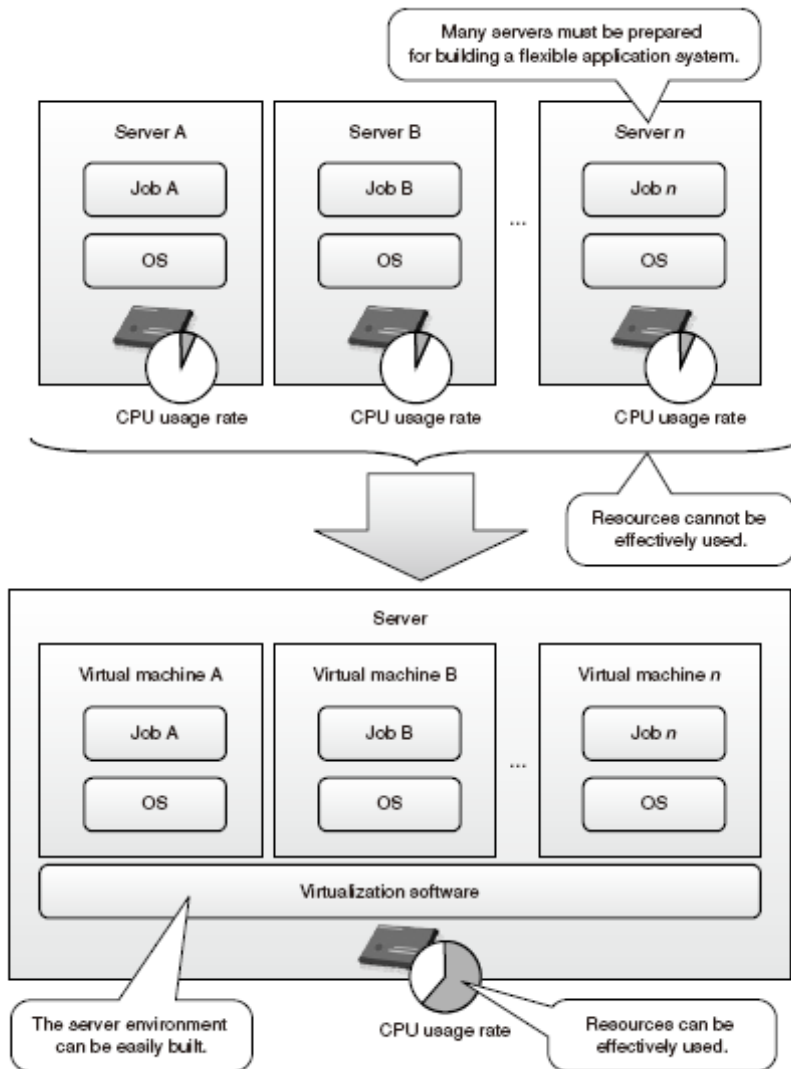 Many servers must be prepared
for building a flexible application system.
Server A
Server B
Server n
Job A
Job B
Job n
...
OS
OS
OS
CPU usage rate
CPU usage rate
CPU usage rate
Resources cannot be
effectively used.
Server
Virtual machine A
Virtual machine B
Virtual machine n
Job A
Job B
Job n
...
OS
OS
OS
Virtualization software
The server environment
can be easily built.
CPU usage rate
Resources can be
effectively used.